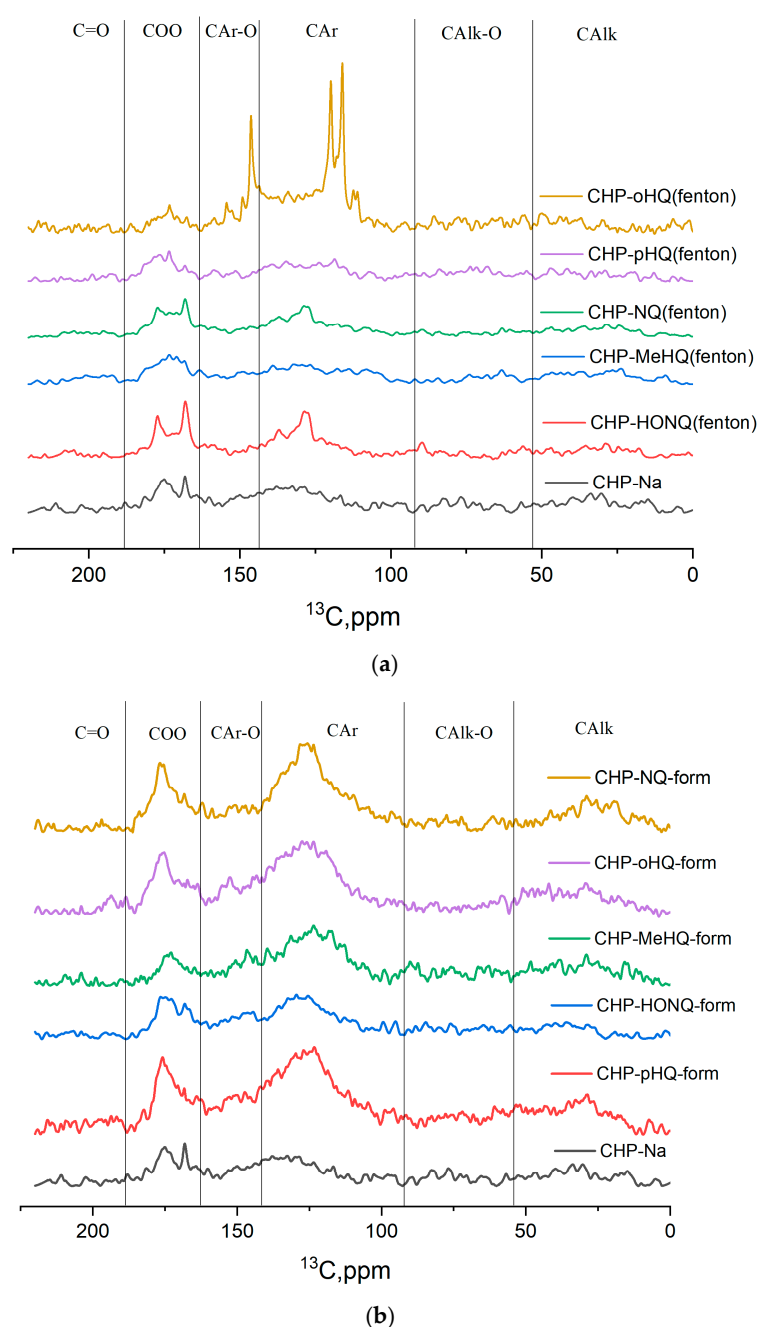 C=O COO CAr-O CAr CAlk-O CAlk
CHP-oHQ(fenton)
CHP-pHQ(fenton)
CHP-NQ(fenton)
CHP-MeHQ(fenton)
CHP-HONQ(fenton)
CHP-Na
200 150 100 50 0
¹³C,ppm
(a)
C=O COO CAr-O CAr CAlk-O CAlk
CHP-NQ-form
CHP-oHQ-form
CHP-MeHQ-form
CHP-HONQ-form
CHP-pHQ-form
CHP-Na
200 150 100 50 0
¹³C,ppm
(b)